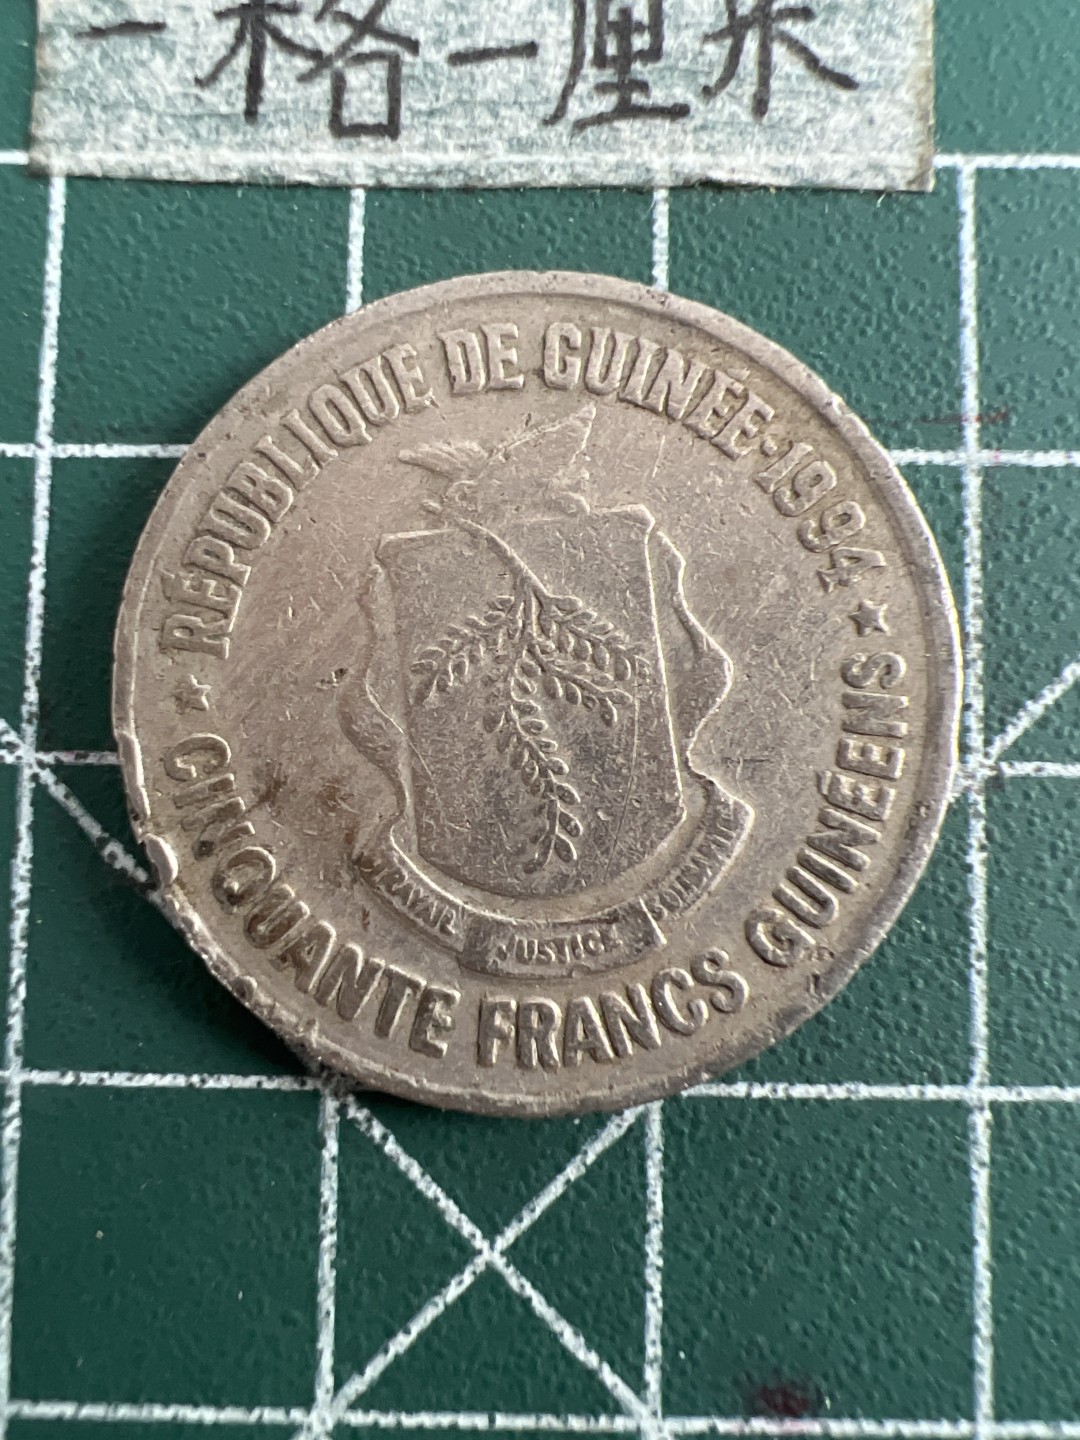 一格一厘米
RÉPUBLIQUE DE GUINÉE·1994
TRAVAIL JUSTICE SOLIDARITÉ
★ CINQUANTE FRANCS GUINÉENS ★